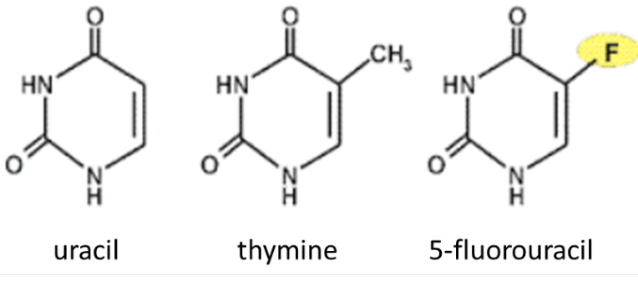 O O O
HN HN CH₃ HN F
O N H O N H O N H
uracil thymine 5-fluorouracil